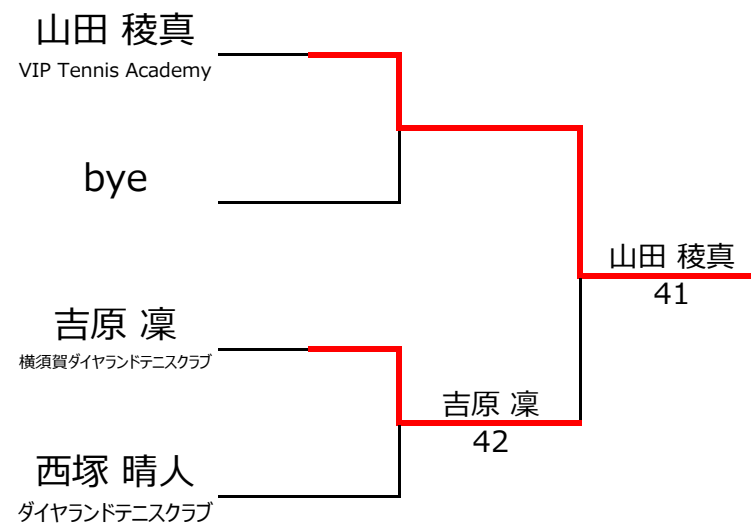 山田 稜真
VIP Tennis Academy
bye
吉原 凜
横須賀ダイヤランドテニスクラブ
西塚 晴人
ダイヤランドテニスクラブ
吉原 凜
42
山田 稜真
41